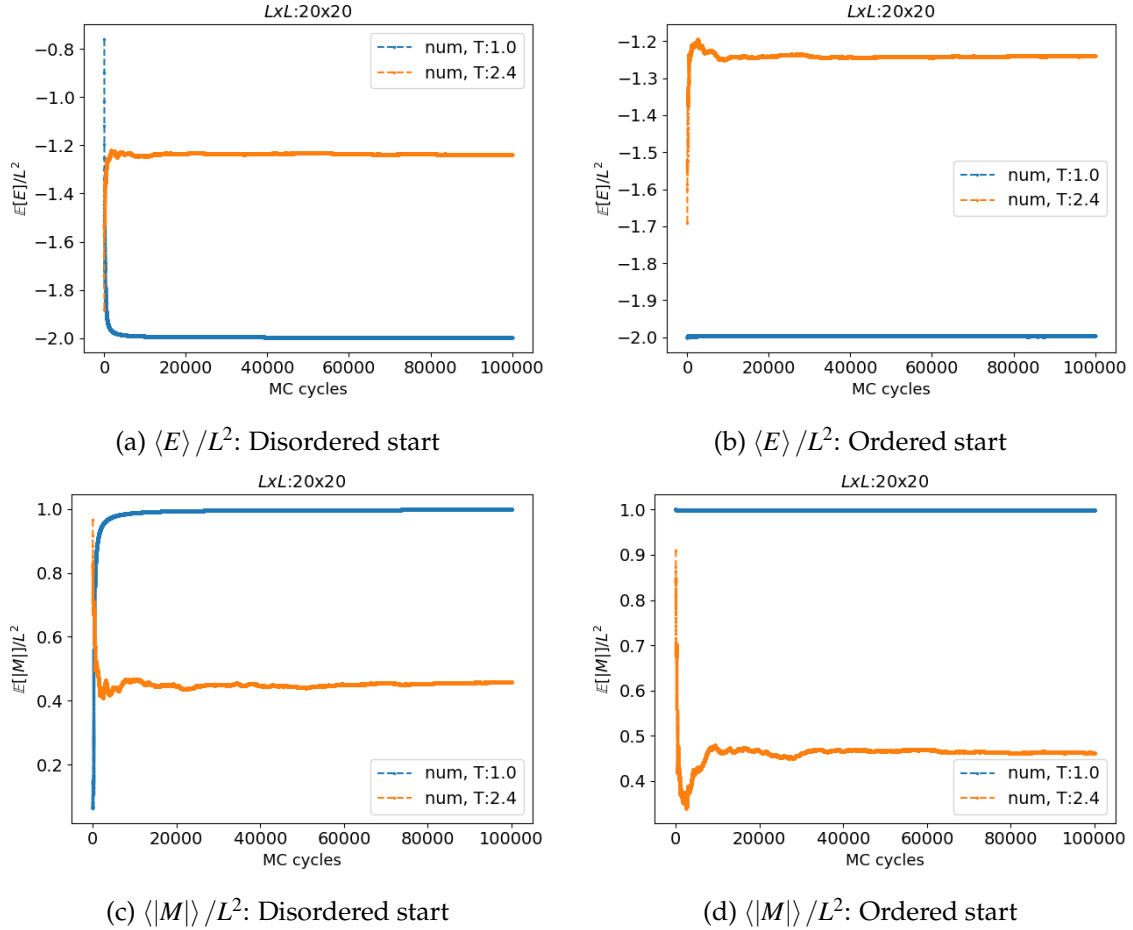 LxL:20x20
𝔼[E]/L²
−0.8
−1.0
−1.2
−1.4
−1.6
−1.8
−2.0
num, T:1.0
num, T:2.4
0 20000 40000 60000 80000 100000
MC cycles
(a) ⟨E⟩/L²: Disordered start
LxL:20x20
𝔼[E]/L²
−1.2
−1.3
−1.4
−1.5
−1.6
−1.7
−1.8
−1.9
−2.0
num, T:1.0
num, T:2.4
0 20000 40000 60000 80000 100000
MC cycles
(b) ⟨E⟩/L²: Ordered start
LxL:20x20
𝔼[|M|]/L²
1.0
0.8
0.6
0.4
0.2
num, T:1.0
num, T:2.4
0 20000 40000 60000 80000 100000
MC cycles
(c) ⟨|M|⟩/L²: Disordered start
LxL:20x20
𝔼[|M|]/L²
1.0
0.9
0.8
0.7
0.6
0.5
0.4
num, T:1.0
num, T:2.4
0 20000 40000 60000 80000 100000
MC cycles
(d) ⟨|M|⟩/L²: Ordered start